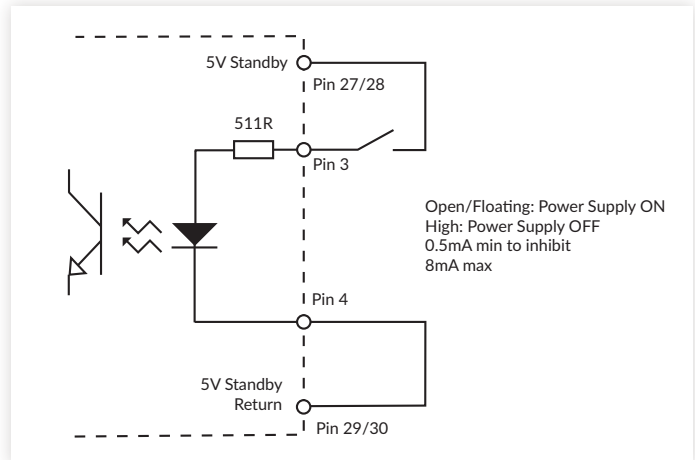 5V Standby
Pin 27/28
511R
Pin 3
Open/Floating: Power Supply ON
High: Power Supply OFF
0.5mA min to inhibit
8mA max
Pin 4
5V Standby
Return
Pin 29/30